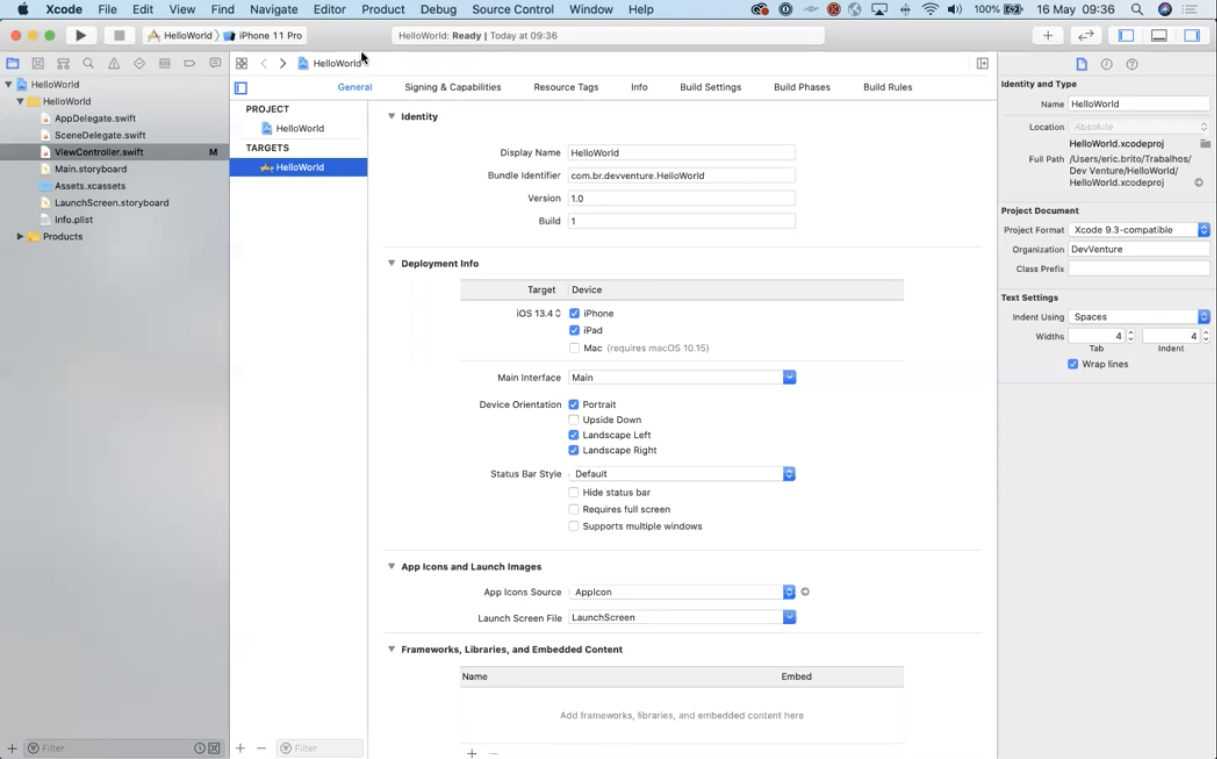 Xcode File Edit View Find Navigate Editor Product Debug Source Control Window Help 100% 16 May 09:36
HelloWorld 〉 iPhone 11 Pro
HelloWorld: Ready | Today at 09:36
HelloWorld
HelloWorld
AppDelegate.swift
SceneDelegate.swift
ViewController.swift M
Main.storyboard
Assets.xcassets
LaunchScreen.storyboard
Info.plist
Products
Filter
HelloWorld
General Signing & Capabilities Resource Tags Info Build Settings Build Phases Build Rules
PROJECT
HelloWorld
TARGETS
HelloWorld
Filter
Identity
Display Name HelloWorld
Bundle Identifier com.br.devventure.HelloWorld
Version 1.0
Build 1
Deployment Info
Target Device
iOS 13.4 iPhone
iPad
Mac (requires macOS 10.15)
Main Interface Main
Device Orientation Portrait
Upside Down
Landscape Left
Landscape Right
Status Bar Style Default
Hide status bar
Requires full screen
Supports multiple windows
App Icons and Launch Images
App Icons Source AppIcon
Launch Screen File LaunchScreen
Frameworks, Libraries, and Embedded Content
Name Embed
Add frameworks, libraries, and embedded content here
Identity and Type
Name HelloWorld
Location Absolute
HelloWorld.xcodeproj
Full Path /Users/eric.brito/Trabalhos/
Dev Venture/HelloWorld/
HelloWorld.xcodeproj
Project Document
Project Format Xcode 9.3-compatible
Organization DevVenture
Class Prefix
Text Settings
Indent Using Spaces
Widths 4 4
Tab Indent
Wrap lines